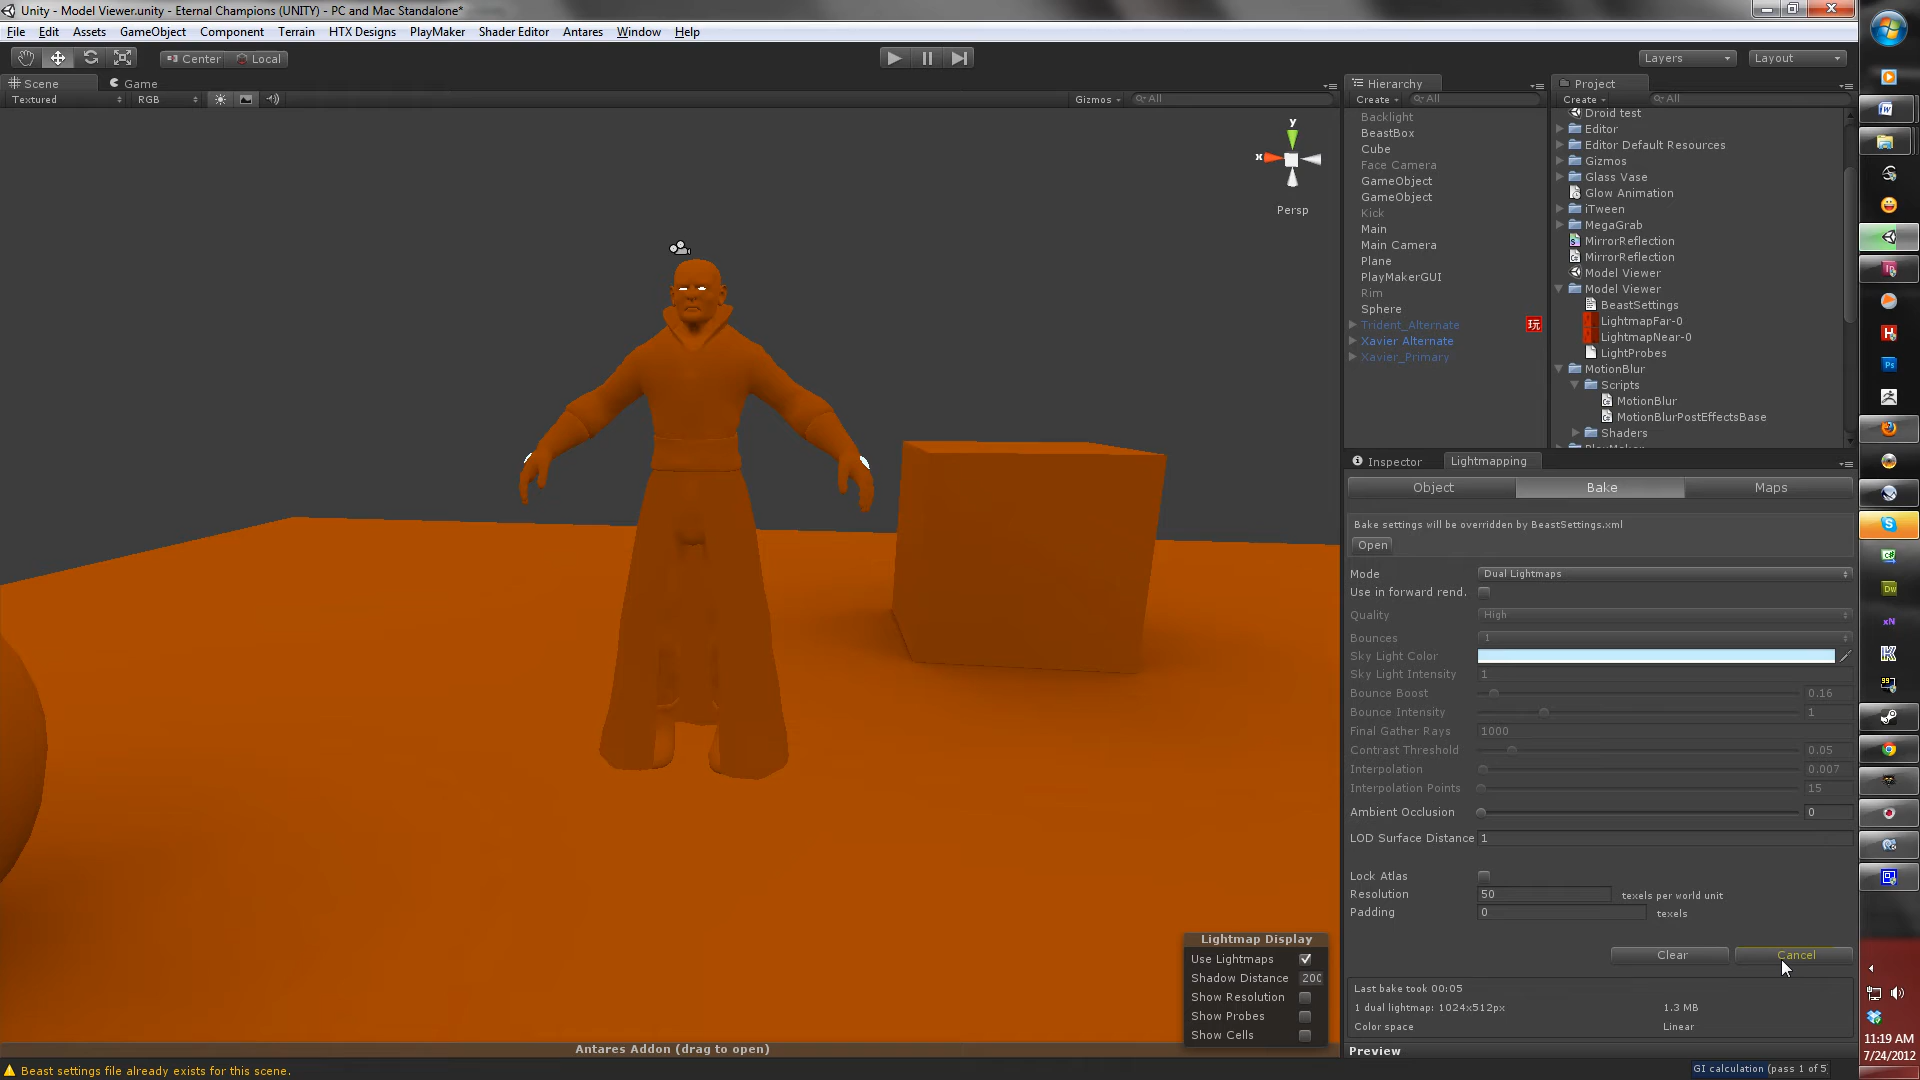 Unity - Model Viewer.unity - Eternal Champions (UNITY) - PC and Mac Standalone*
File Edit Assets GameObject Component Terrain HTX Designs PlayMaker Shader Editor Antares Window Help
Center Local
Layers Layout
Scene Game
Textured RGB Gizmos All
y
x
Persp
Hierarchy
Create All
Backlight
BeastBox
Cube
Face Camera
GameObject
GameObject
Kick
Main
Main Camera
Plane
PlayMakerGUI
Rim
Sphere
Trident_Alternate 玩
Xavier Alternate
Xavier_Primary
Project
Create All
Droid test
Editor
Editor Default Resources
Gizmos
Glass Vase
Glow Animation
iTween
MegaGrab
MirrorReflection
MirrorReflection
Model Viewer
Model Viewer
BeastSettings
LightmapFar-0
LightmapNear-0
LightProbes
MotionBlur
Scripts
MotionBlur
MotionBlurPostEffectsBase
Shaders
Inspector Lightmapping
Object Bake Maps
Bake settings will be overridden by BeastSettings.xml
Open
Mode Dual Lightmaps
Use in forward rend.
Quality High
Bounces 1
Sky Light Color
Sky Light Intensity 1
Bounce Boost 0.16
Bounce Intensity 1
Final Gather Rays 1000
Contrast Threshold 0.05
Interpolation 0.007
Interpolation Points 15
Ambient Occlusion 0
LOD Surface Distance 1
Lock Atlas
Resolution 50 texels per world unit
Padding 0 texels
Clear Cancel
Last bake took 00:05
1 dual lightmap: 1024x512px 1.3 MB
Color space Linear
Preview
Lightmap Display
Use Lightmaps
Shadow Distance 200
Show Resolution
Show Probes
Show Cells
Antares Addon (drag to open)
Beast settings file already exists for this scene.
GI calculation (pass 1 of 5
11:19 AM
7/24/2012